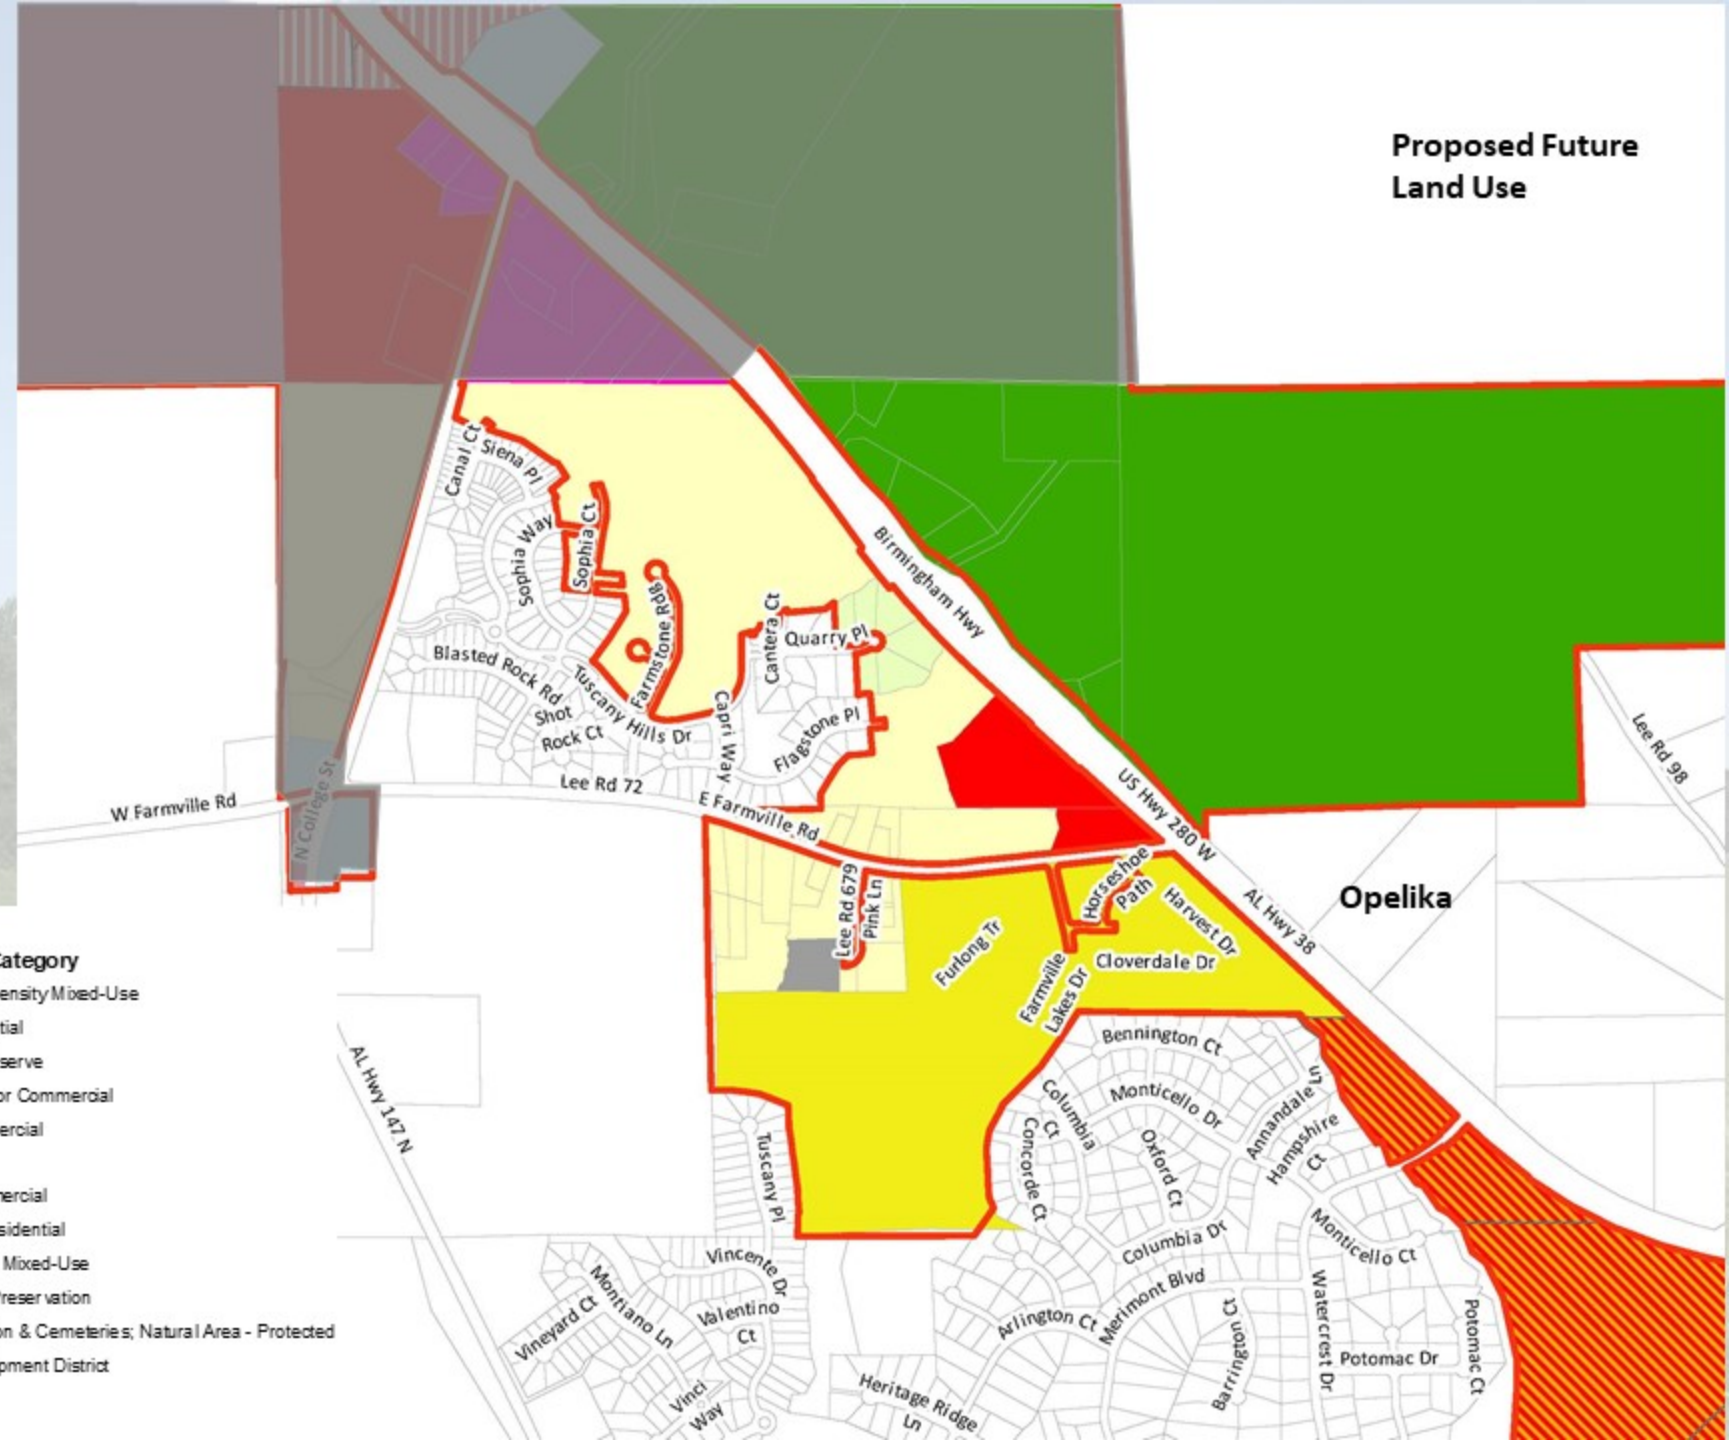 Proposed Future
Land Use
Canal Ct
Siena Pl
Sophia Way
Sophia Ct
Farmstone Rdg
Cantera Ct
Quarry Pl
Birmingham Hwy
Blasted Rock Rd
Shot
Rock Ct
Tuscany Hills Dr
Capri Way
Flagstone Pl
Lee Rd 72
E Farmville Rd
W Farmville Rd
N College St
US Hwy 280 W
Lee Rd 98
Lee Rd 679
Pink Ln
Horseshoe
Path
Harvest Dr
AL Hwy 38
Opelika
Furlong Tr
Cloverdale Dr
Farmville
Lakes Dr
Category
ensity Mixed-Use
tial
serve
or Commercial
ercial
mercial
sidential
Mixed-Use
Preservation
on & Cemeteries; Natural Area - Protected
pment District
AL Hwy 147 N
Bennington Ct
Monticello Dr
Columbia
Ct
Concorde Ct
Oxford Ct
Annandale Ln
Hampshire
Ct
Tuscany Pl
Columbia Dr
Monticello Ct
Vincente Dr
Montiano Ln
Valentino
Ct
Vineyard Ct
Vinci
Way
Merimont Blvd
Arlington Ct
Barrington Ct
Watercrest Dr
Potomac Dr
Potomac Ct
Heritage Ridge
Ln